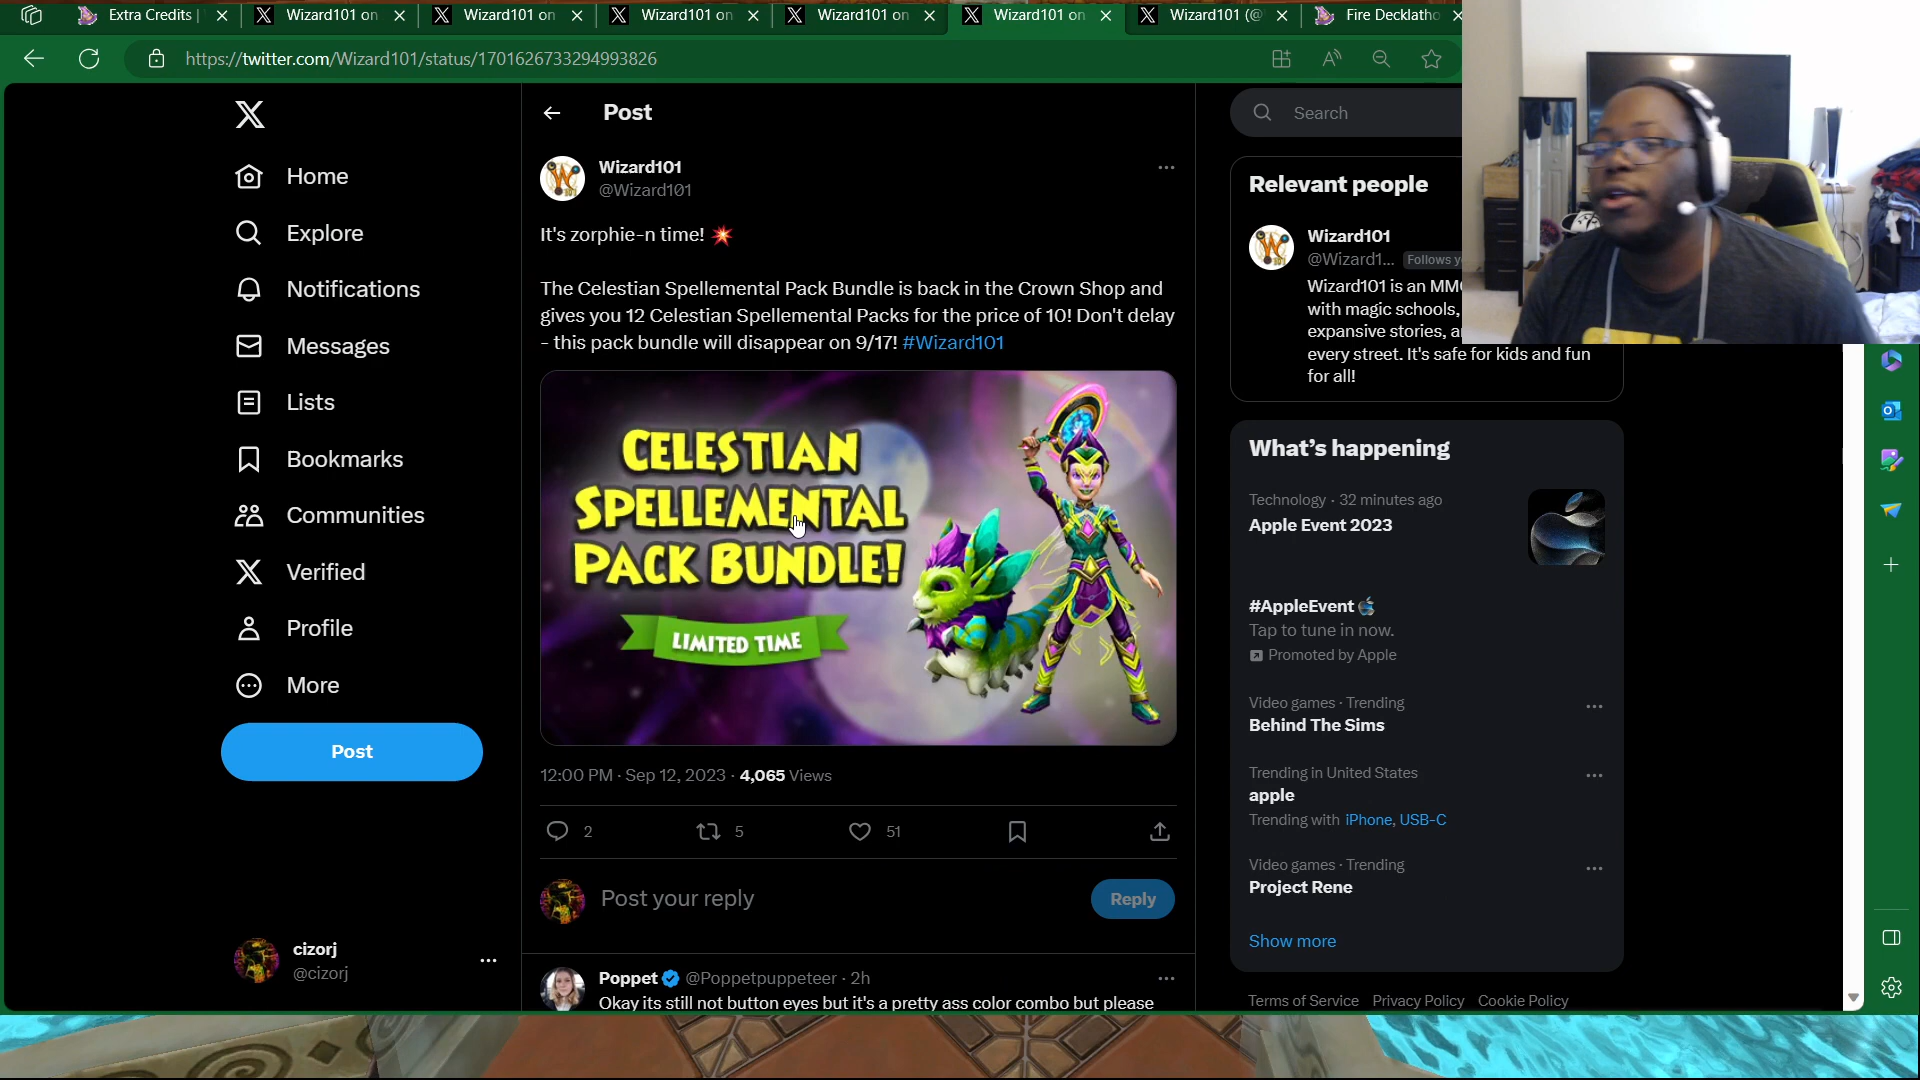 Extra Credits |
Wizard101 on
Wizard101 on
Wizard101 on
Wizard101 on
Wizard101 on
Wizard101 (@
Fire Decklatho
https://twitter.com/Wizard101/status/1701626733294993826
Home
Explore
Notifications
Messages
Lists
Bookmarks
Communities
Verified
Profile
More
Post
cizorj
@cizorj
Post
Wizard101
@Wizard101
It's zorphie-n time! 💥
The Celestian Spellemental Pack Bundle is back in the Crown Shop and
gives you 12 Celestian Spellemental Packs for the price of 10! Don't delay
- this pack bundle will disappear on 9/17! #Wizard101
CELESTIAN
SPELLEMENTAL
PACK BUNDLE!
LIMITED TIME
12:00 PM · Sep 12, 2023 · 4,065 Views
2 5 51
Post your reply
Reply
Poppet @Poppetpuppeteer · 2h
Okay its still not button eyes but it's a pretty ass color combo but please
Search
Relevant people
Wizard101
@Wizard1... Follows
Wizard101 is an
with magic schools,
expansive stories,
every street. It's safe for kids and fun
for all!
What's happening
Technology · 32 minutes ago
Apple Event 2023
#AppleEvent
Tap to tune in now.
Promoted by Apple
Video games · Trending
Behind The Sims
Trending in United States
apple
Trending with iPhone, USB-C
Video games · Trending
Project Rene
Show more
Terms of Service Privacy Policy Cookie Policy